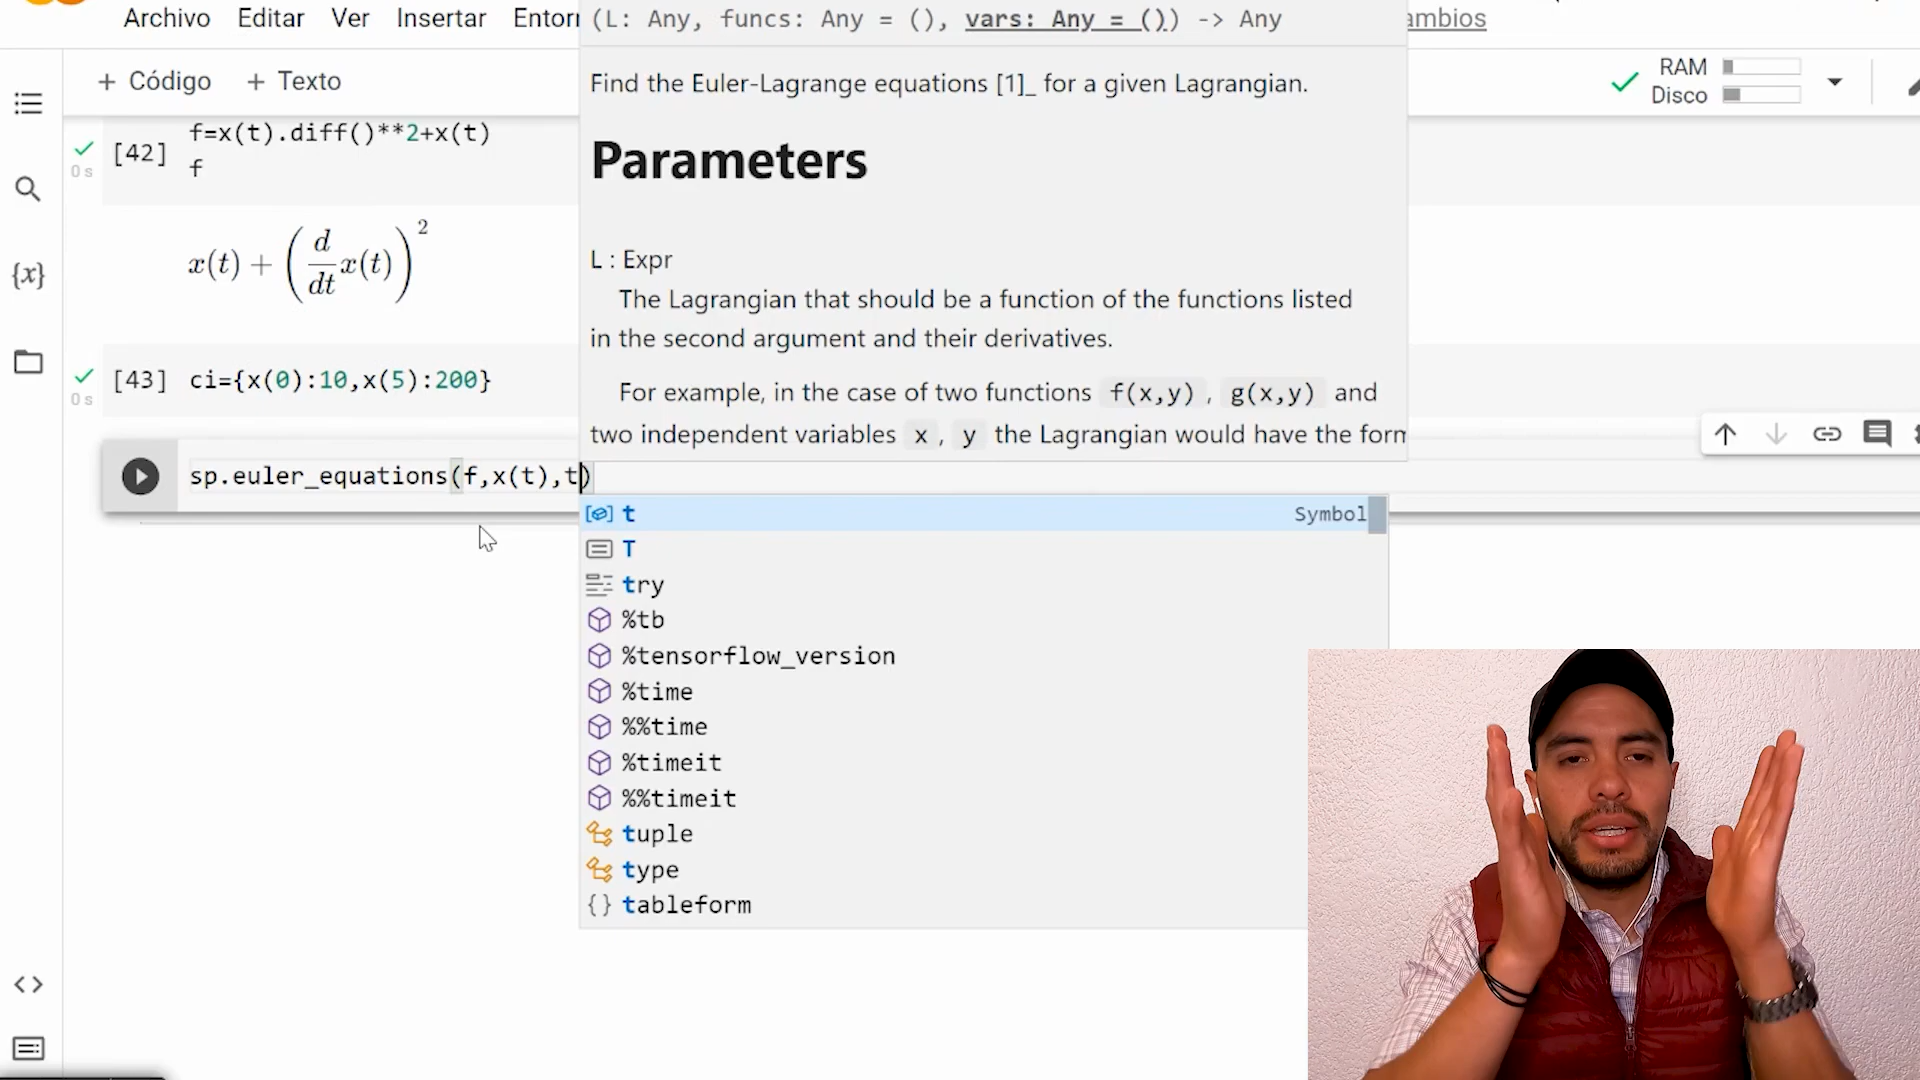 Archivo Editar Ver Insertar
(L: Any, funcs: Any = (), vars: Any = ()) -> Any
+ Código + Texto
RAM
Disco
Find the Euler-Lagrange equations [1]_ for a given Lagrangian.
Parameters
L : Expr
The Lagrangian that should be a function of the functions listed
in the second argument and their derivatives.
For example, in the case of two functions f(x,y) , g(x,y) and
two independent variables x , y the Lagrangian would have the form
0 s
[42]
f=x(t).diff()**2+x(t)
f
x(t) + (d/dt x(t))^2
{x}
0 s
[43] ci={x(0):10,x(5):200}
sp.euler_equations(f,x(t),t)
t Symbol
T
try
%tb
%tensorflow_version
%time
%%time
%timeit
%%timeit
tuple
type
{} tableform
<>